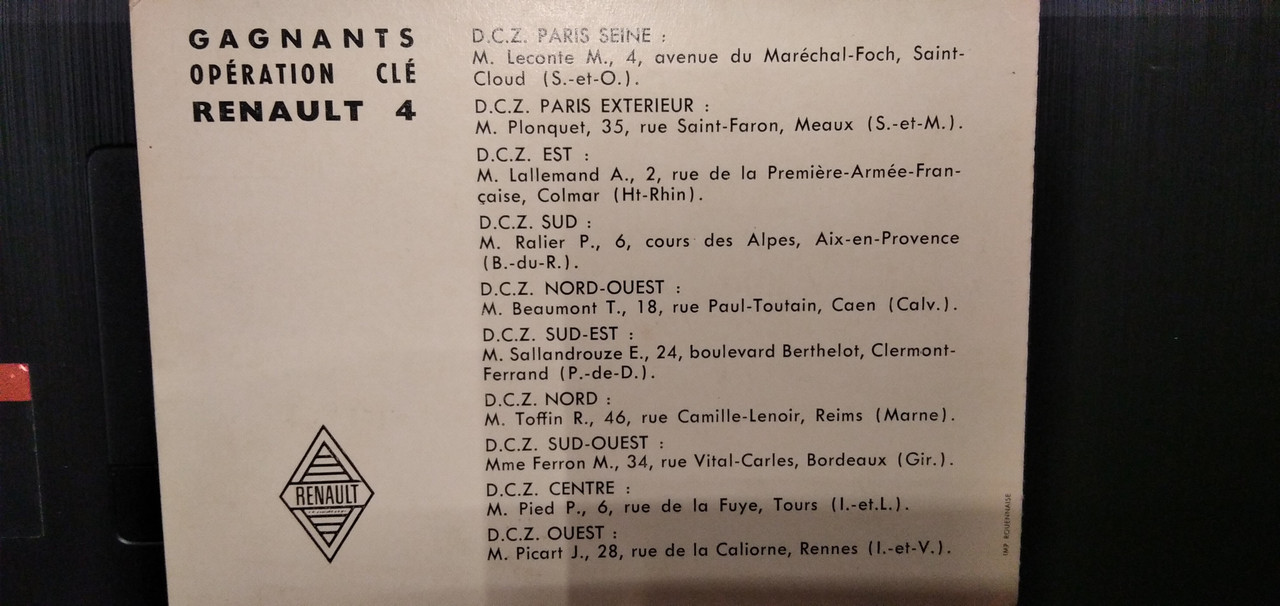 GAGNANTS
OPÉRATION CLÉ
RENAULT 4
D.C.Z. PARIS SEINE :
M. Leconte M., 4, avenue du Maréchal-Foch, Saint-
Cloud (S.-et-O.).
D.C.Z. PARIS EXTERIEUR :
M. Plonquet, 35, rue Saint-Faron, Meaux (S.-et-M.).
D.C.Z. EST :
M. Lallemand A., 2, rue de la Première-Armée-Fran-
çaise, Colmar (Ht-Rhin).
D.C.Z. SUD :
M. Ralier P., 6, cours des Alpes, Aix-en-Provence
(B.-du-R.).
D.C.Z. NORD-OUEST :
M. Beaumont T., 18, rue Paul-Toutain, Caen (Calv.).
D.C.Z. SUD-EST :
M. Sallandrouze E., 24, boulevard Berthelot, Clermont-
Ferrand (P.-de-D.).
D.C.Z. NORD :
M. Toffin R., 46, rue Camille-Lenoir, Reims (Marne).
D.C.Z. SUD-OUEST :
Mme Ferron M., 34, rue Vital-Carles, Bordeaux (Gir.).
D.C.Z. CENTRE :
M. Pied P., 6, rue de la Fuye, Tours (I.-et.L.).
D.C.Z. OUEST :
M. Picart J., 28, rue de la Caliorne, Rennes (I.-et-V.).
RENAULT
ROUENNAISE